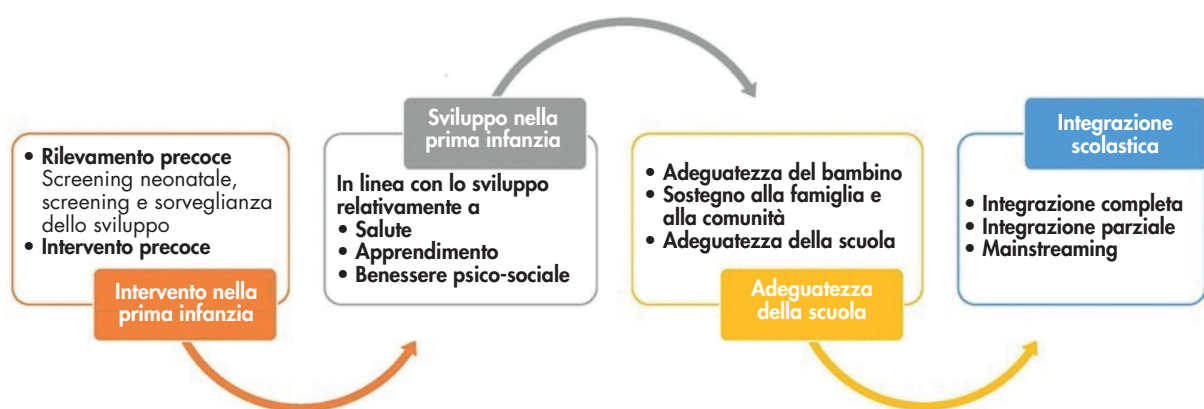 • Rilevamento precoce
Screening neonatale,
screening e sorveglianza
dello sviluppo
• Intervento precoce
Intervento nella
prima infanzia
Sviluppo nella
prima infanzia
In linea con lo sviluppo
relativamente a
• Salute
• Apprendimento
• Benessere psico-sociale
• Adeguatezza del bambino
• Sostegno alla famiglia e
alla comunità
• Adeguatezza della scuola
Adeguatezza
della scuola
Integrazione
scolastica
• Integrazione completa
• Integrazione parziale
• Mainstreaming